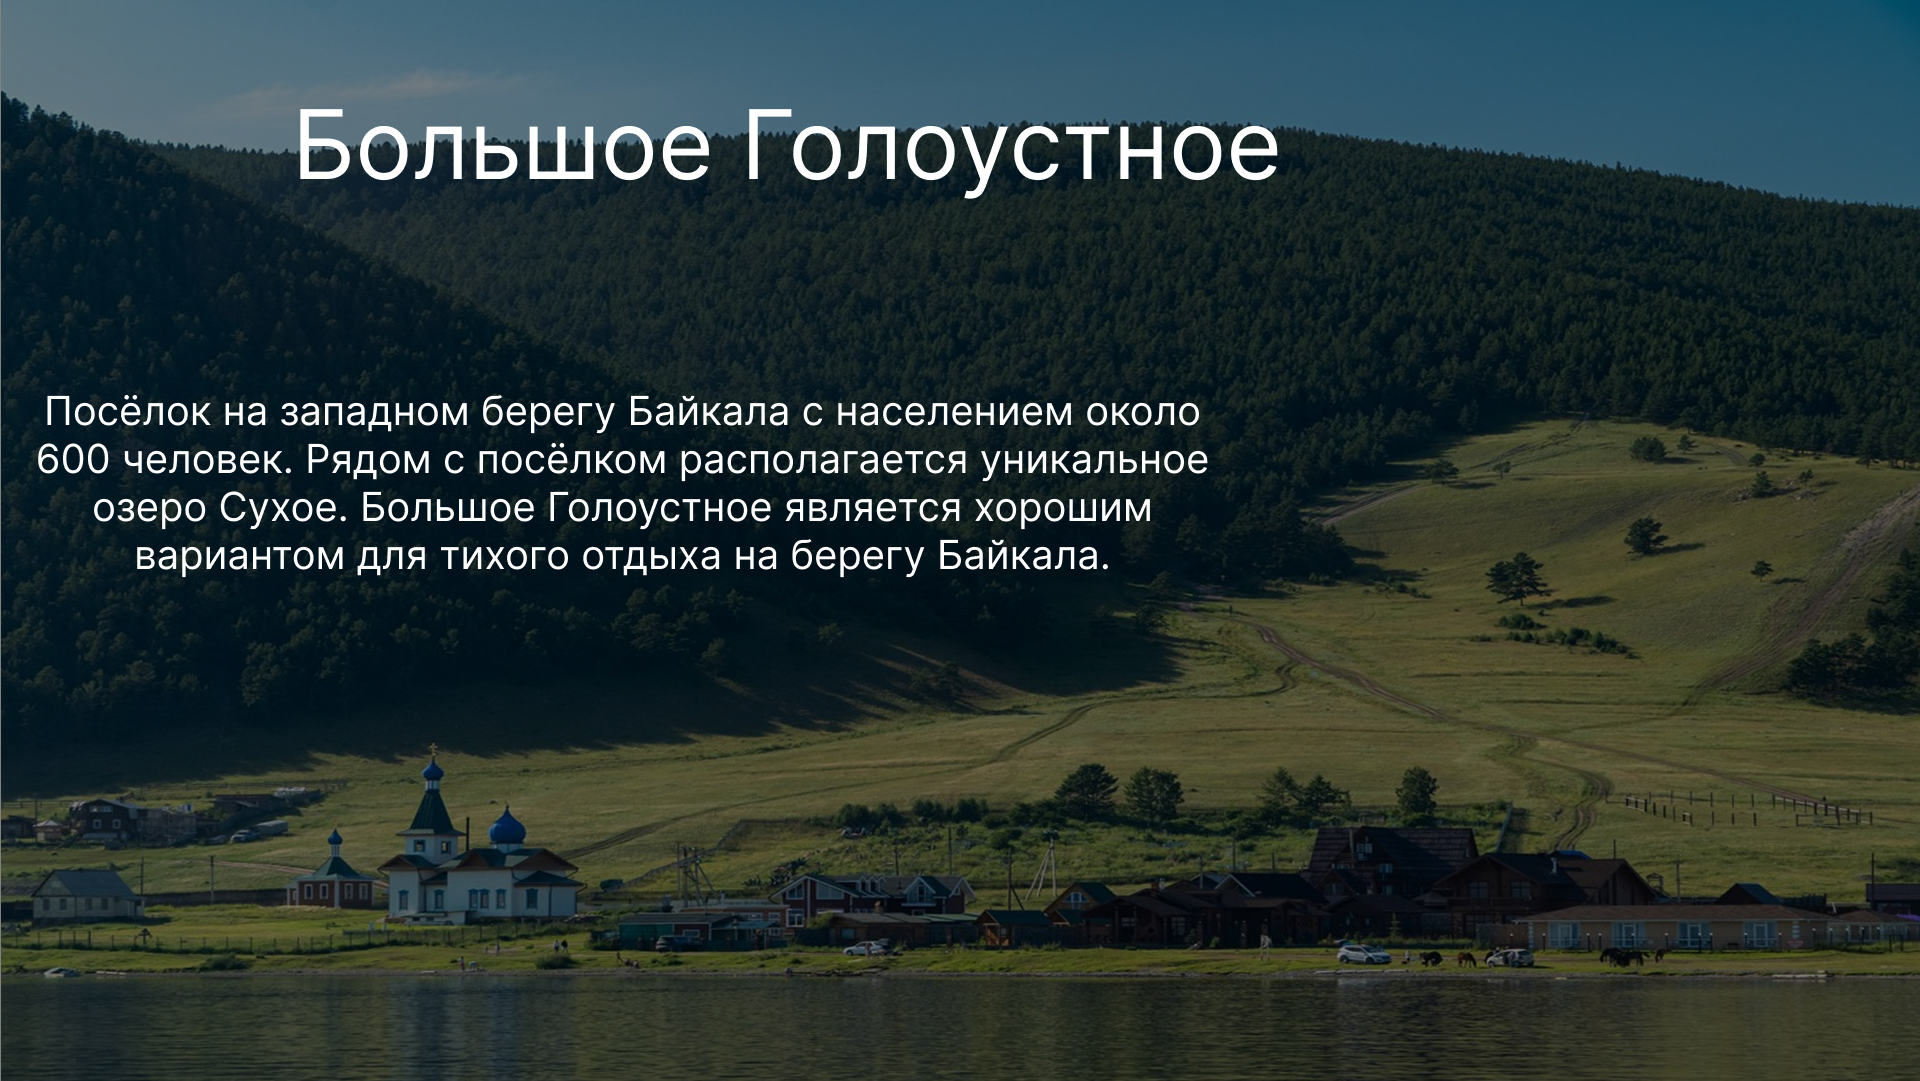 Большое Голоустное
Посёлок на западном берегу Байкала с населением около
600 человек. Рядом с посёлком располагается уникальное
озеро Сухое. Большое Голоустное является хорошим
вариантом для тихого отдыха на берегу Байкала.